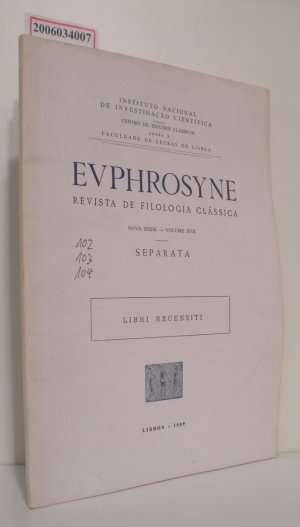 2006034007
INSTITUTO NACIONAL
DE INVESTIGAÇÃO CIENTÍFICA
CENTRO DE ESTUDOS CLÁSSICOS
ANEXO À
FACULDADE DE LETRAS DE LISBOA
EVPHROSYNE
REVISTA DE FILOLOGIA CLÁSSICA
NOVA SÉRIE — VOLUME XVII
SEPARATA
102
103
104
LIBRI RECENSITI
LISBOA - 1989